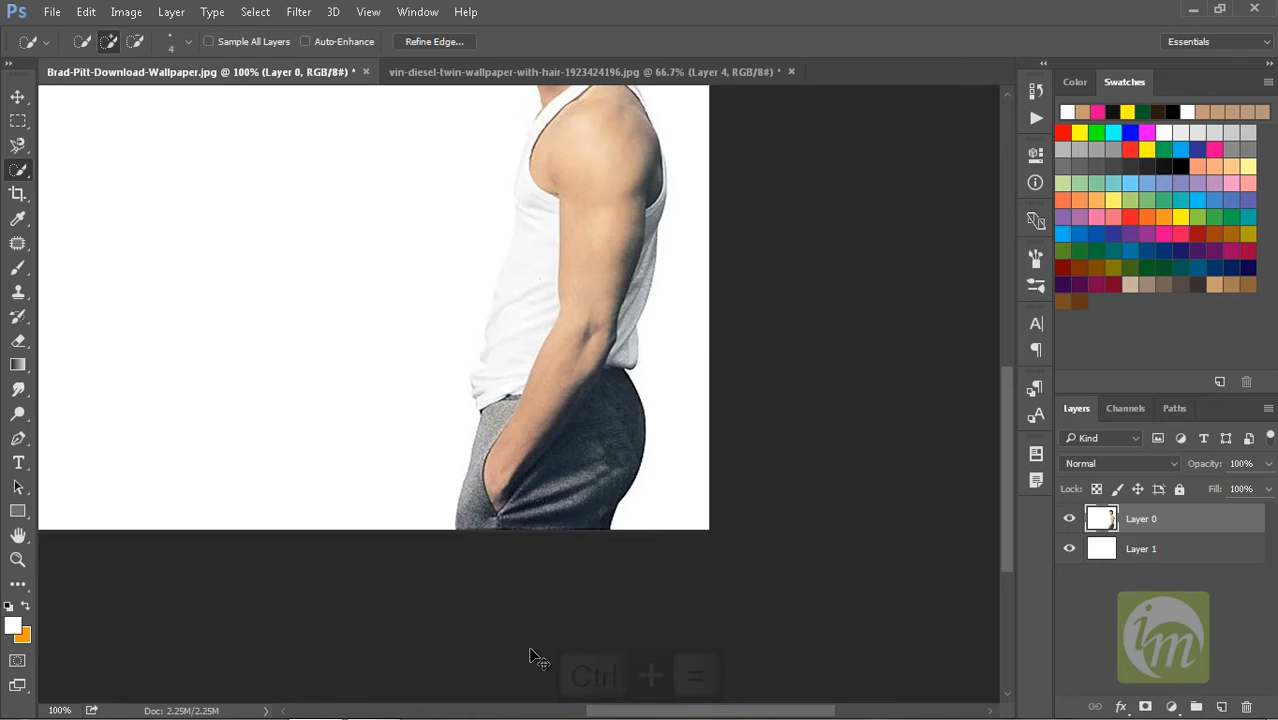 Ps File Edit Image Layer Type Select Filter 3D View Window Help
4 Sample All Layers Auto-Enhance Refine Edge... Essentials
Brad-Pitt-Download-Wallpaper.jpg @ 100% (Layer 0, RGB/8#) * vin-diesel-twin-wallpaper-with-hair-1923424196.jpg @ 66.7% (Layer 4, RGB/8#) *
Color Swatches
Layers Channels Paths
Kind
Normal Opacity: 100%
Lock: Fill: 100%
Layer 0
Layer 1
im
Ctrl + =
100% Doc: 2.25M/2.25M